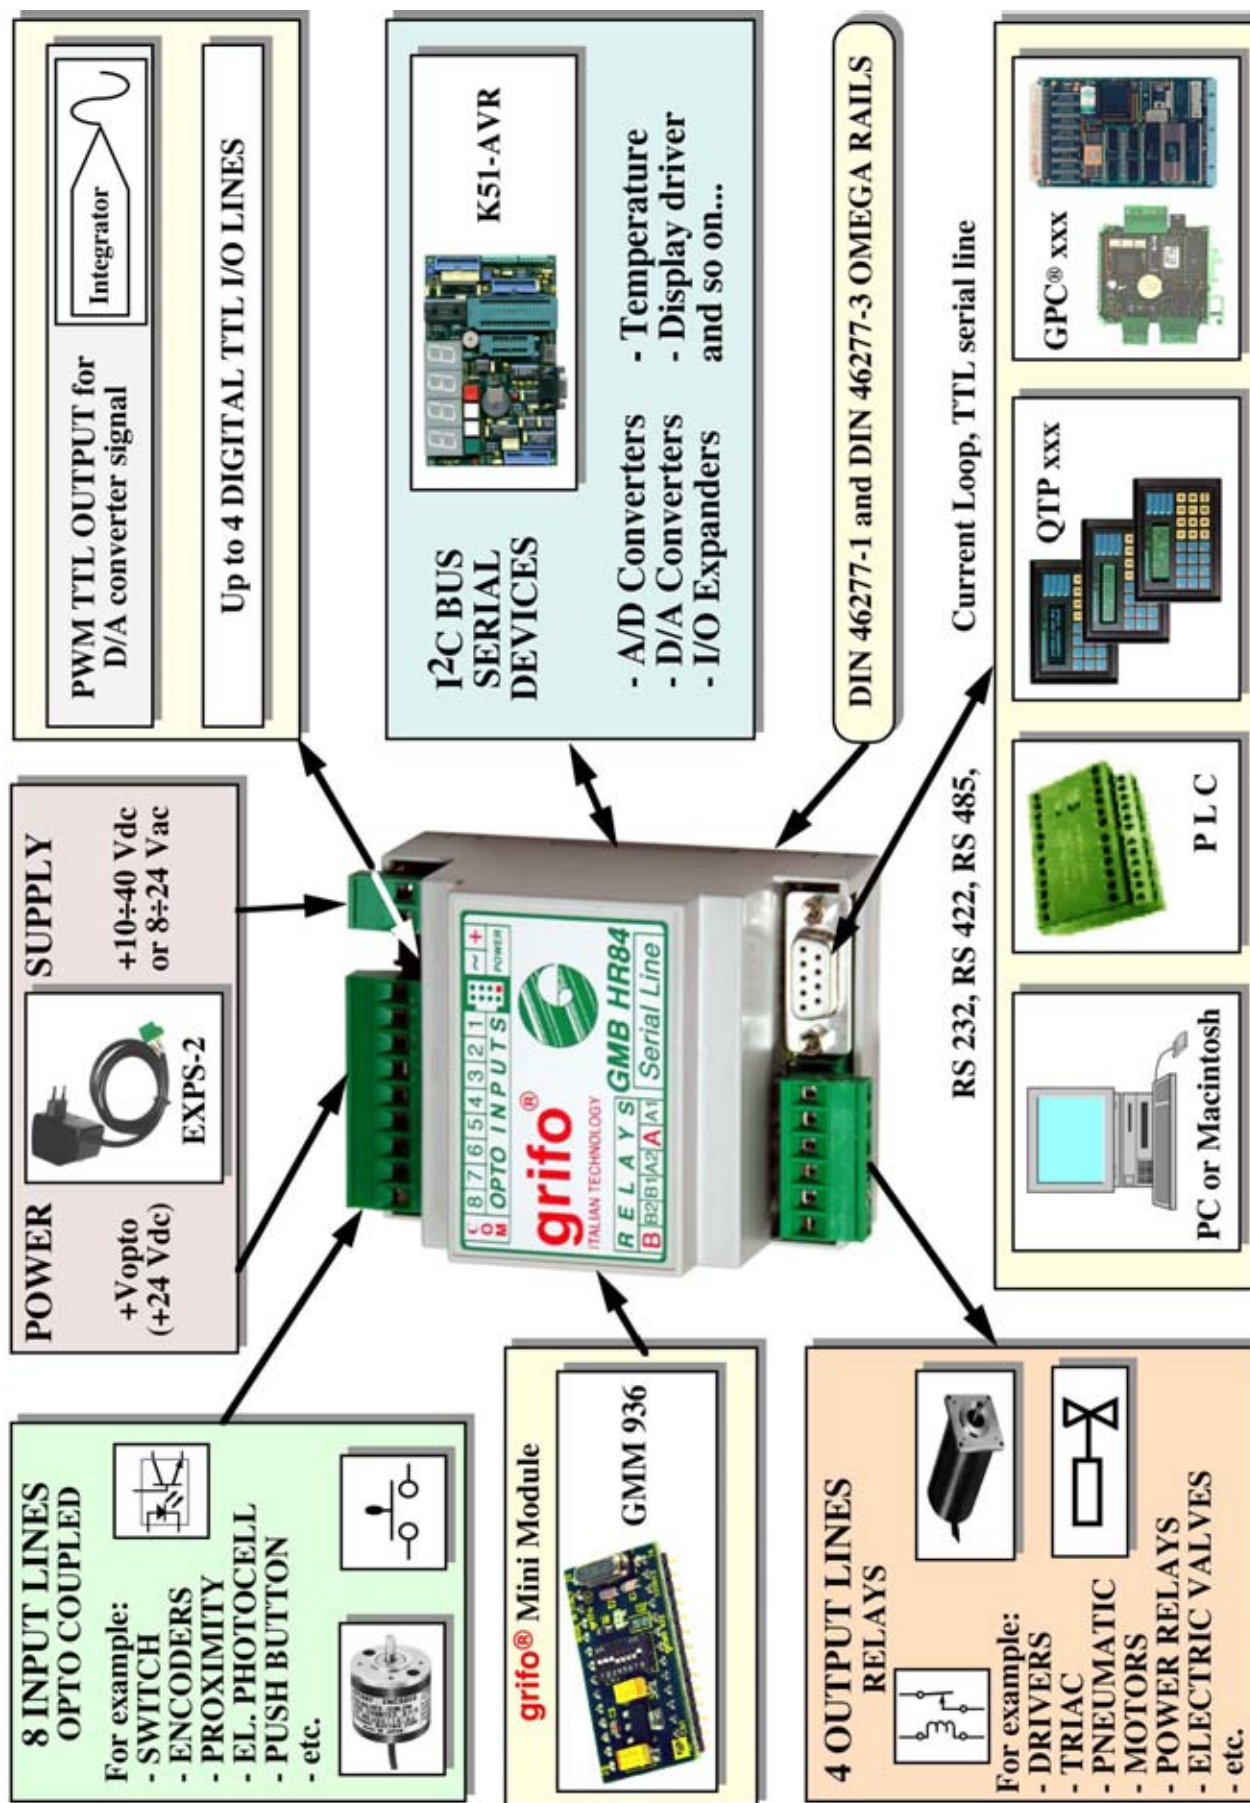 8 INPUT LINES
OPTO COUPLED
For example:
- SWITCH
- ENCODERS
- PROXIMITY
- EL. PHOTOCELL
- PUSH BUTTON
- etc.
POWER
SUPPLY
+Vopto
(+24 Vdc)
EXPS-2
+10÷40 Vdc
or 8÷24 Vac
PWM TTL OUTPUT for
D/A converter signal
Integrator
Up to 4 DIGITAL TTL I/O LINES
grifo® Mini Module
GMM 936
C 8 7 6 5 4 3 2 1
O
M
OPTO INPUTS
~ +
POWER
grifo®
ITALIAN TECHNOLOGY
RELAYS
GMB HR84
B B2 B1 A2 A A1
Serial Line
I²C BUS
SERIAL
DEVICES
K51-AVR
- A/D Converters
- D/A Converters
- I/O Expanders
- Temperature
- Display driver
and so on...
DIN 46277-1 and DIN 46277-3 OMEGA RAILS
4 OUTPUT LINES
RELAYS
For example:
- DRIVERS
- TRIAC
- PNEUMATIC
- MOTORS
- POWER RELAYS
- ELECTRIC VALVES
- etc.
RS 232, RS 422, RS 485,
Current Loop, TTL serial line
PC or Macintosh
P L C
QTP xxx
GPC® xxx